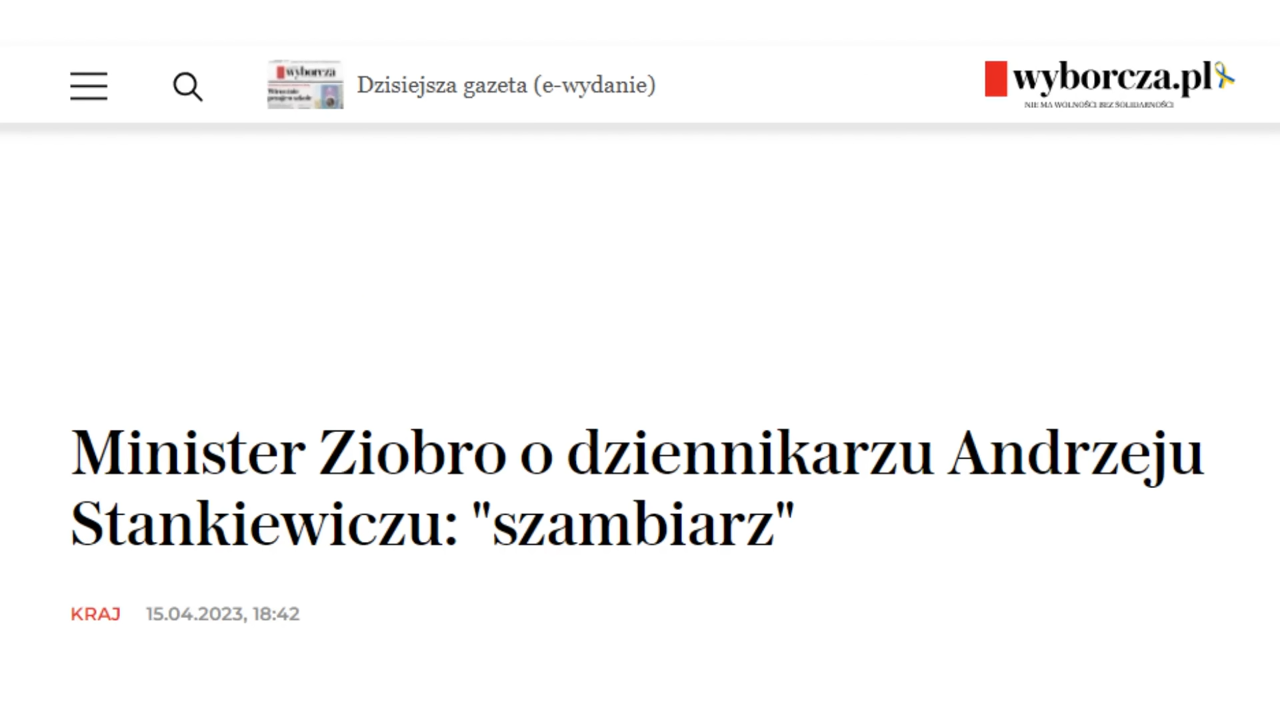 wyborcza
Dzisiejsza gazeta (e-wydanie)
wyborcza.pl
NIE MA WOLNOŚCI BEZ SOLIDARNOŚCI
Minister Ziobro o dziennikarzu Andrzeju
Stankiewiczu: "szambiarz"
KRAJ 15.04.2023, 18:42